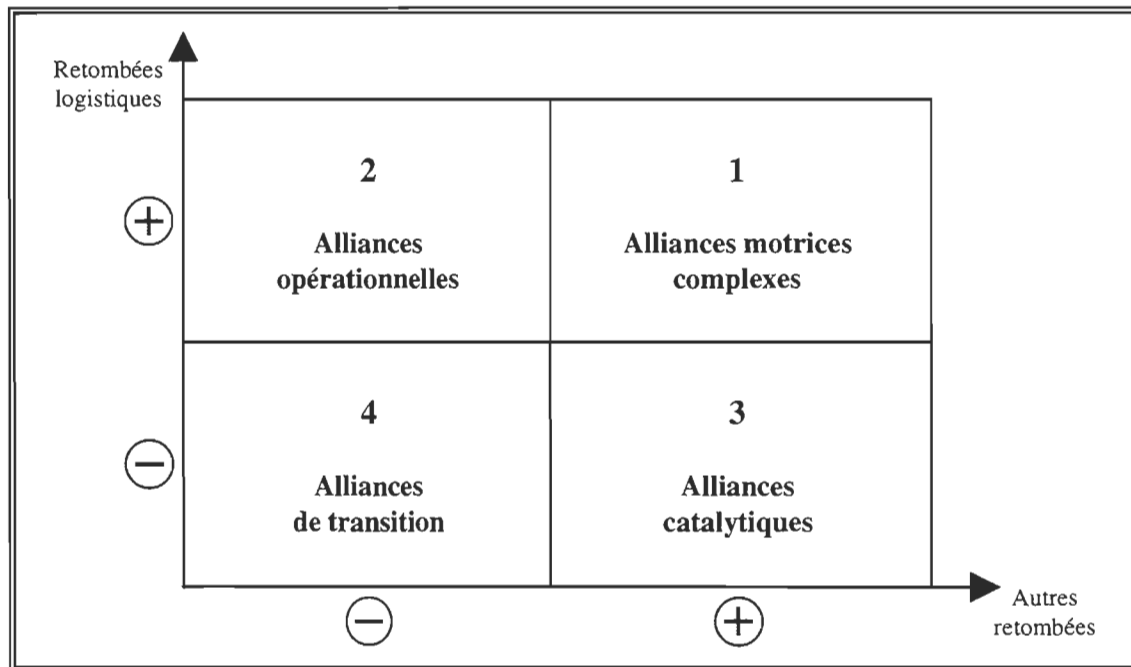 Retombées
logistiques
2
Alliances
opérationnelles
1
Alliances motrices
complexes
+
4
Alliances
de transition
3
Alliances
catalytiques
−
−
+
Autres
retombées